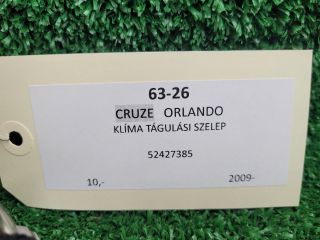 63-26
CRUZE ORLANDO
KLÍMA TÁGULÁSI SZELEP
52427385
10,- 2009-